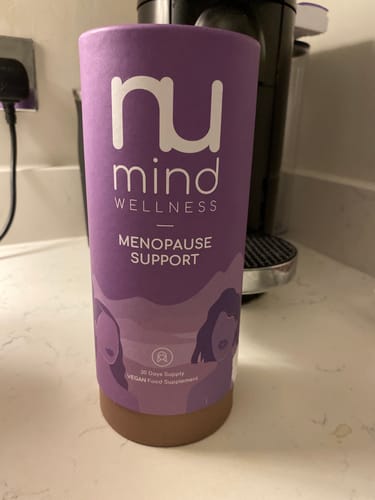 nu
mind
WELLNESS
MENOPAUSE
SUPPORT
30 Days Supply
VEGAN Food Supplement